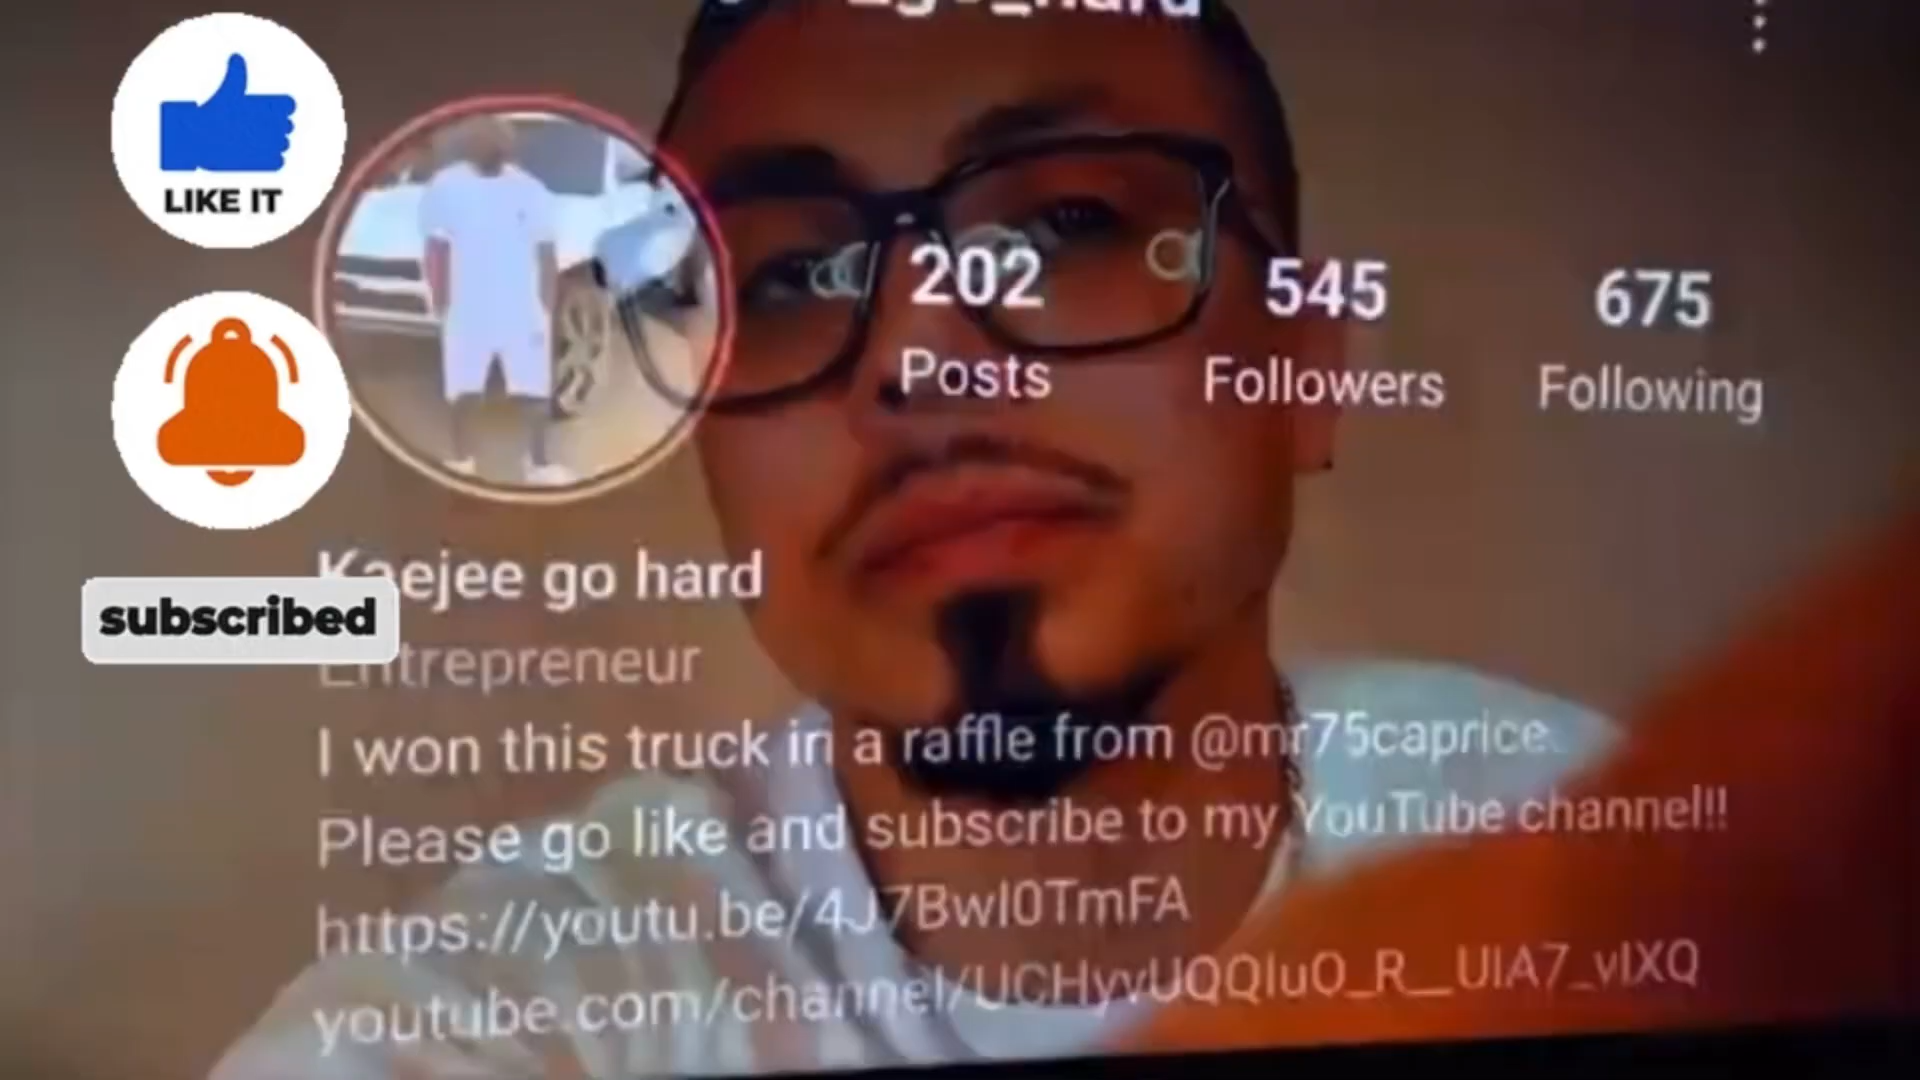 LIKE IT
202 545 675
Posts Followers Following
Kaejee go hard
subscribed
Entrepreneur
I won this truck in a raffle from @mr75caprice.
Please go like and subscribe to my YouTube channel!!
https://youtu.be/4J7BwI0TmFA
youtube.com/channel/UCHyvUQQIuO_R__UIA7_vIXQ